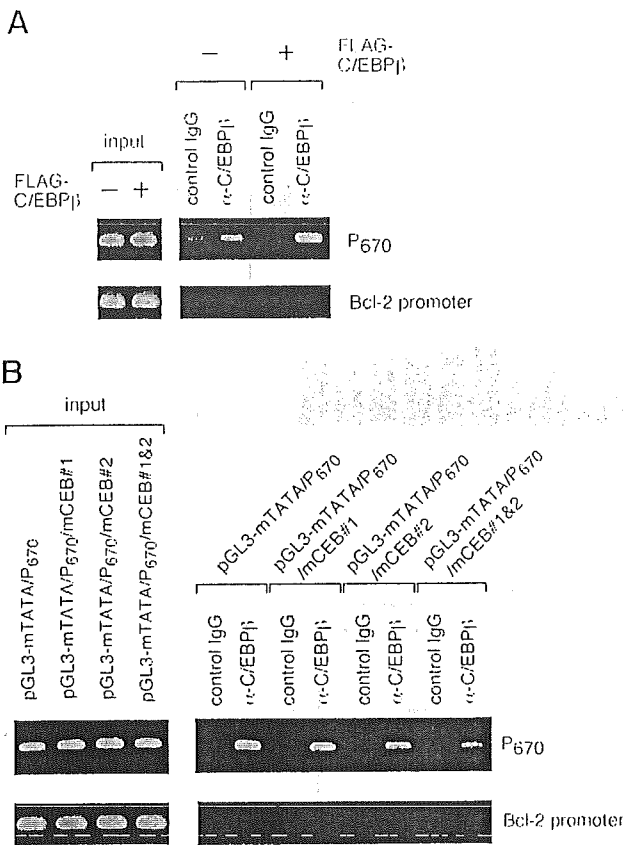 A
− +
FLAG-
C/EBPβ
input
control IgG
α-C/EBPβ
control IgG
α-C/EBPβ
FLAG-
C/EBPβ
− +
P670
Bcl-2 promoter
B
input
pGL3-mTATA/P670
pGL3-mTATA/P670/mCEB#1
pGL3-mTATA/P670/mCEB#2
pGL3-mTATA/P670/mCEB#1&2
pGL3-mTATA/P670
pGL3-mTATA/P670
/mCEB#1
pGL3-mTATA/P670
/mCEB#2
pGL3-mTATA/P670
/mCEB#1&2
control IgG
α-C/EBPβ
control IgG
α-C/EBPβ
control IgG
α-C/EBPβ
control IgG
α-C/EBPβ
P670
Bcl-2 promoter